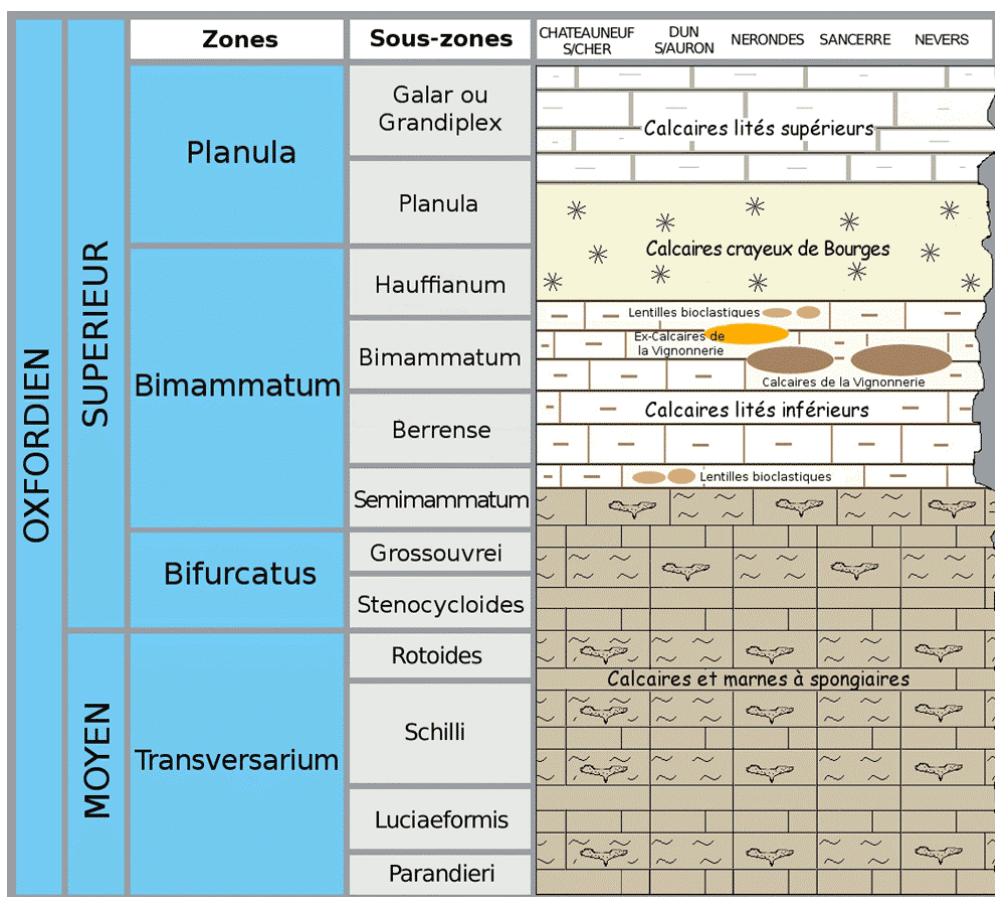 Zones
Sous-zones
CHATEAUNEUF
S/CHER
DUN
S/AURON
NERONDES
SANCERRE
NEVERS
OXFORDIEN
SUPERIEUR
MOYEN
Planula
Bimammatum
Bifurcatus
Transversarium
Galar ou
Grandiplex
Planula
Hauffianum
Bimammatum
Berrense
Semimammatum
Grossouvrei
Stenocycloides
Rotoides
Schilli
Luciaeformis
Parandieri
Calcaires lités supérieurs
Calcaires crayeux de Bourges
Lentilles bioclastiques
Ex-Calcaires de
la Vignonnerie
Calcaires de la Vignonnerie
Calcaires lités inférieurs
Lentilles bioclastiques
Calcaires et marnes à spongiaires